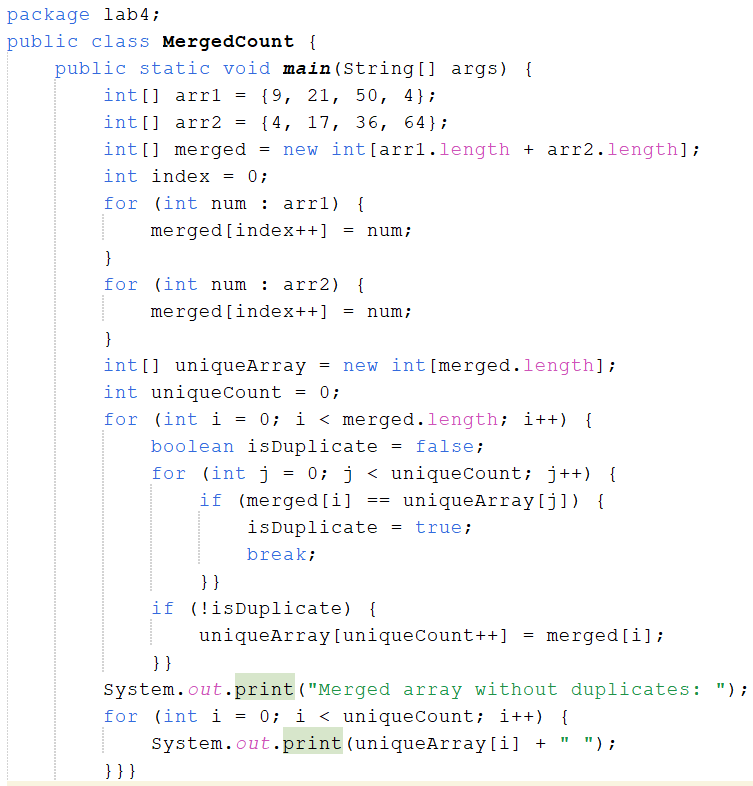 package lab4;
public class MergedCount {
    public static void main(String[] args) {
        int[] arr1 = {9, 21, 50, 4};
        int[] arr2 = {4, 17, 36, 64};
        int[] merged = new int[arr1.length + arr2.length];
        int index = 0;
        for (int num : arr1) {
            merged[index++] = num;
        }
        for (int num : arr2) {
            merged[index++] = num;
        }
        int[] uniqueArray = new int[merged.length];
        int uniqueCount = 0;
        for (int i = 0; i < merged.length; i++) {
            boolean isDuplicate = false;
            for (int j = 0; j < uniqueCount; j++) {
                if (merged[i] == uniqueArray[j]) {
                    isDuplicate = true;
                    break;
                }}
            if (!isDuplicate) {
                uniqueArray[uniqueCount++] = merged[i];
            }}
        System.out.print("Merged array without duplicates: ");
        for (int i = 0; i < uniqueCount; i++) {
            System.out.print(uniqueArray[i] + " ");
        }}}